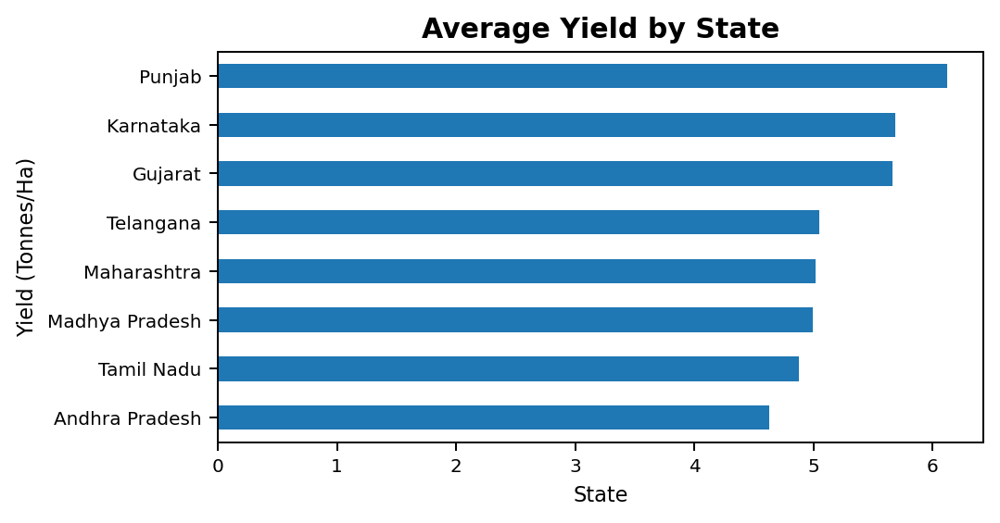 Average Yield by State
Yield (Tonnes/Ha)
Punjab
Karnataka
Gujarat
Telangana
Maharashtra
Madhya Pradesh
Tamil Nadu
Andhra Pradesh
0 1 2 3 4 5 6
State